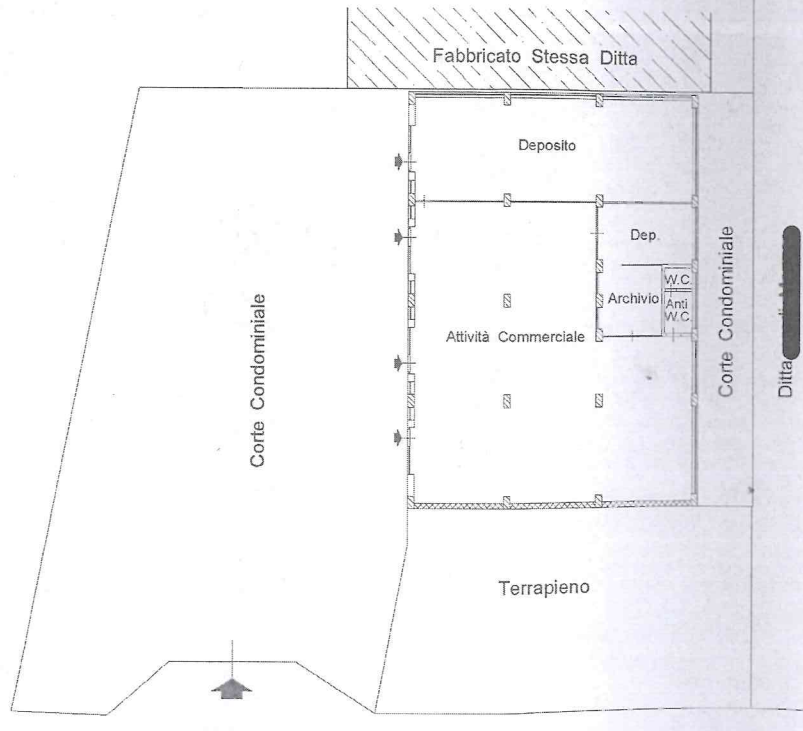 Fabbricato Stessa Ditta
Deposito
Dep.
W.C.
Archivio
Anti
W.C.
Attività Commerciale
Corte Condominiale
Corte Condominiale
Ditta
Terrapieno